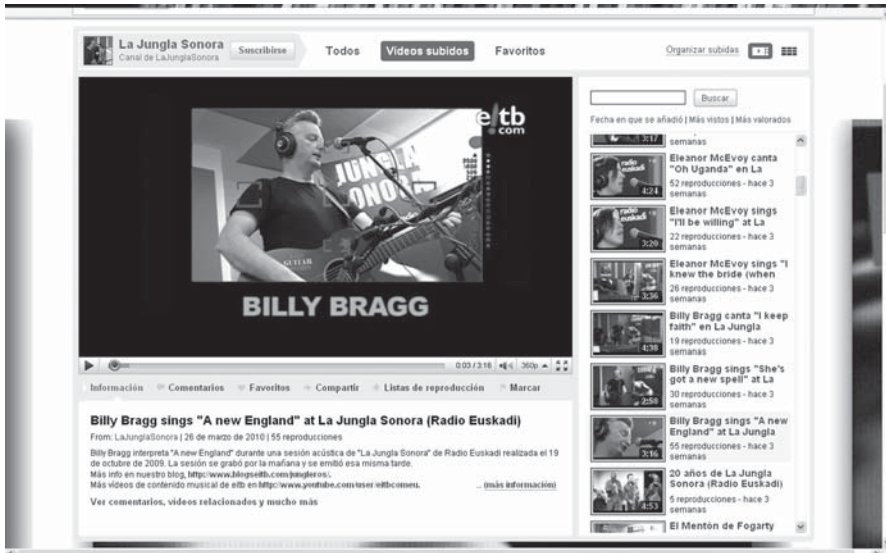 La Jungla Sonora
Canal de LaJunglaSonora
Suscribirse
Todos
Vídeos subidos
Favoritos
Organizar subidas
eitb
.com
JUNGLA
SONORA
GUITAR
BILLY BRAGG
0:03 / 3:16
360p
Información
Comentarios
Favoritos
Compartir
Listas de reproducción
Marcar
Billy Bragg sings "A new England" at La Jungla Sonora (Radio Euskadi)
From: LaJunglaSonora | 26 de marzo de 2010 | 55 reproducciones
Billy Bragg interpreta "A new England" durante una sesión acústica de "La Jungla Sonora" de Radio Euskadi realizada el 19
de octubre de 2009. La sesión se grabó por la mañana y se emitió esa misma tarde.
Más info en nuestro blog, http://www.blogseitb.com/jungleros/.
Más vídeos de contenido musical de eitb en http://www.youtube.com/user/eitbcomeu.
... (más información)
Ver comentarios, vídeos relacionados y mucho más
Buscar
Fecha en que se añadió | Más vistos | Más valorados
3:17
semanas
Eleanor McEvoy canta
"Oh Uganda" en La
52 reproducciones - hace 3
semanas
radio
euskadi
4:24
Eleanor McEvoy sings
"I'll be willing" at La
22 reproducciones - hace 3
semanas
radio
3:20
Eleanor McEvoy sings "I
knew the bride (when
26 reproducciones - hace 3
semanas
3:36
Billy Bragg canta "I keep
faith" en La Jungla
19 reproducciones - hace 3
semanas
4:38
Billy Bragg sings "She's
got a new spell" at La
30 reproducciones - hace 3
semanas
2:58
Billy Bragg sings "A new
England" at La Jungla
55 reproducciones - hace 3
semanas
3:16
20 años de La Jungla
Sonora (Radio Euskadi)
5 reproducciones - hace 3
semanas
4:53
El Mentón de Fogarty